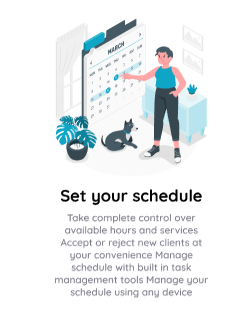 MARCH
Set your schedule
Take complete control over
available hours and services
Accept or reject new clients at
your convenience Manage
schedule with built in task
management tools Manage your
schedule using any device